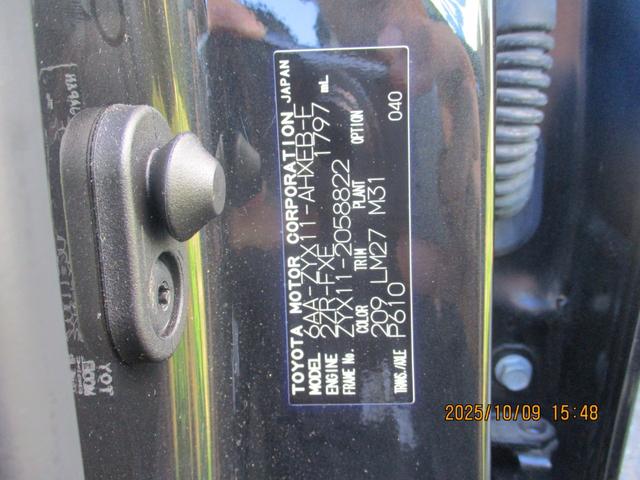 TOYOTA MOTOR CORPORATION JAPAN
MODEL 6AA-ZYX11-AHXEB-E
ENGINE 2ZR-FXE 1797 mL
FRAME No. ZYX11-2058822
COLOR TRIM PLANT OPTION
209 LM27 M31
TRANS./AXLE P610 040
2025/10/09 15:48